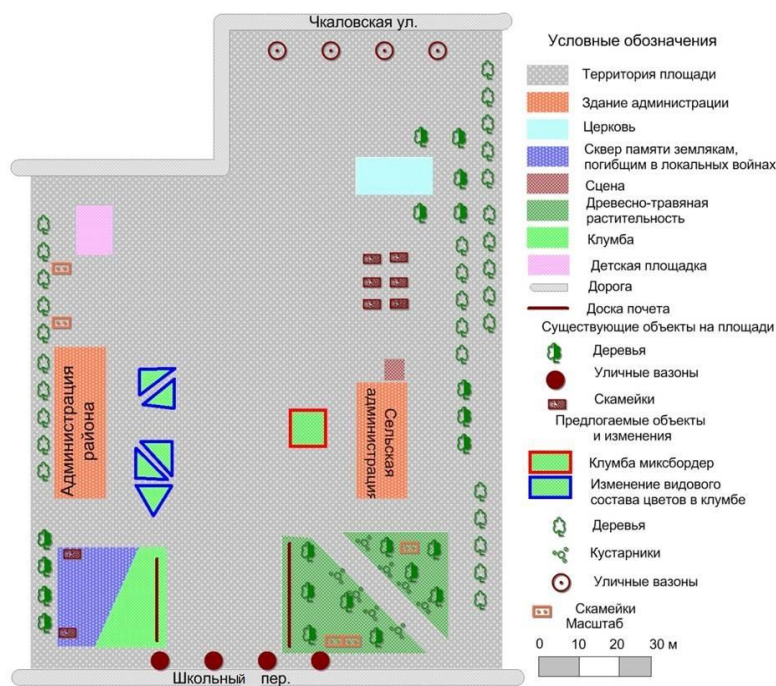 Чкаловская ул.
Условные обозначения
Территория площади
Здание администрации
Церковь
Сквер памяти землякам,
погибщим в локальных войнах
Сцена
Древесно-травяная
растительность
Клумба
Детская площадка
Дорога
Доска почета
Существующие объекты на площади
Деревья
Уличные вазоны
Скамейки
Предлогаемые объекты
и изменения
Клумба миксбордер
Изменение видового
состава цветов в клумбе
Деревья
Кустарники
Уличные вазоны
Скамейки
Масштаб
0 10 20 30 м
Администрация
района
Сельская
администрация
Школьный пер.